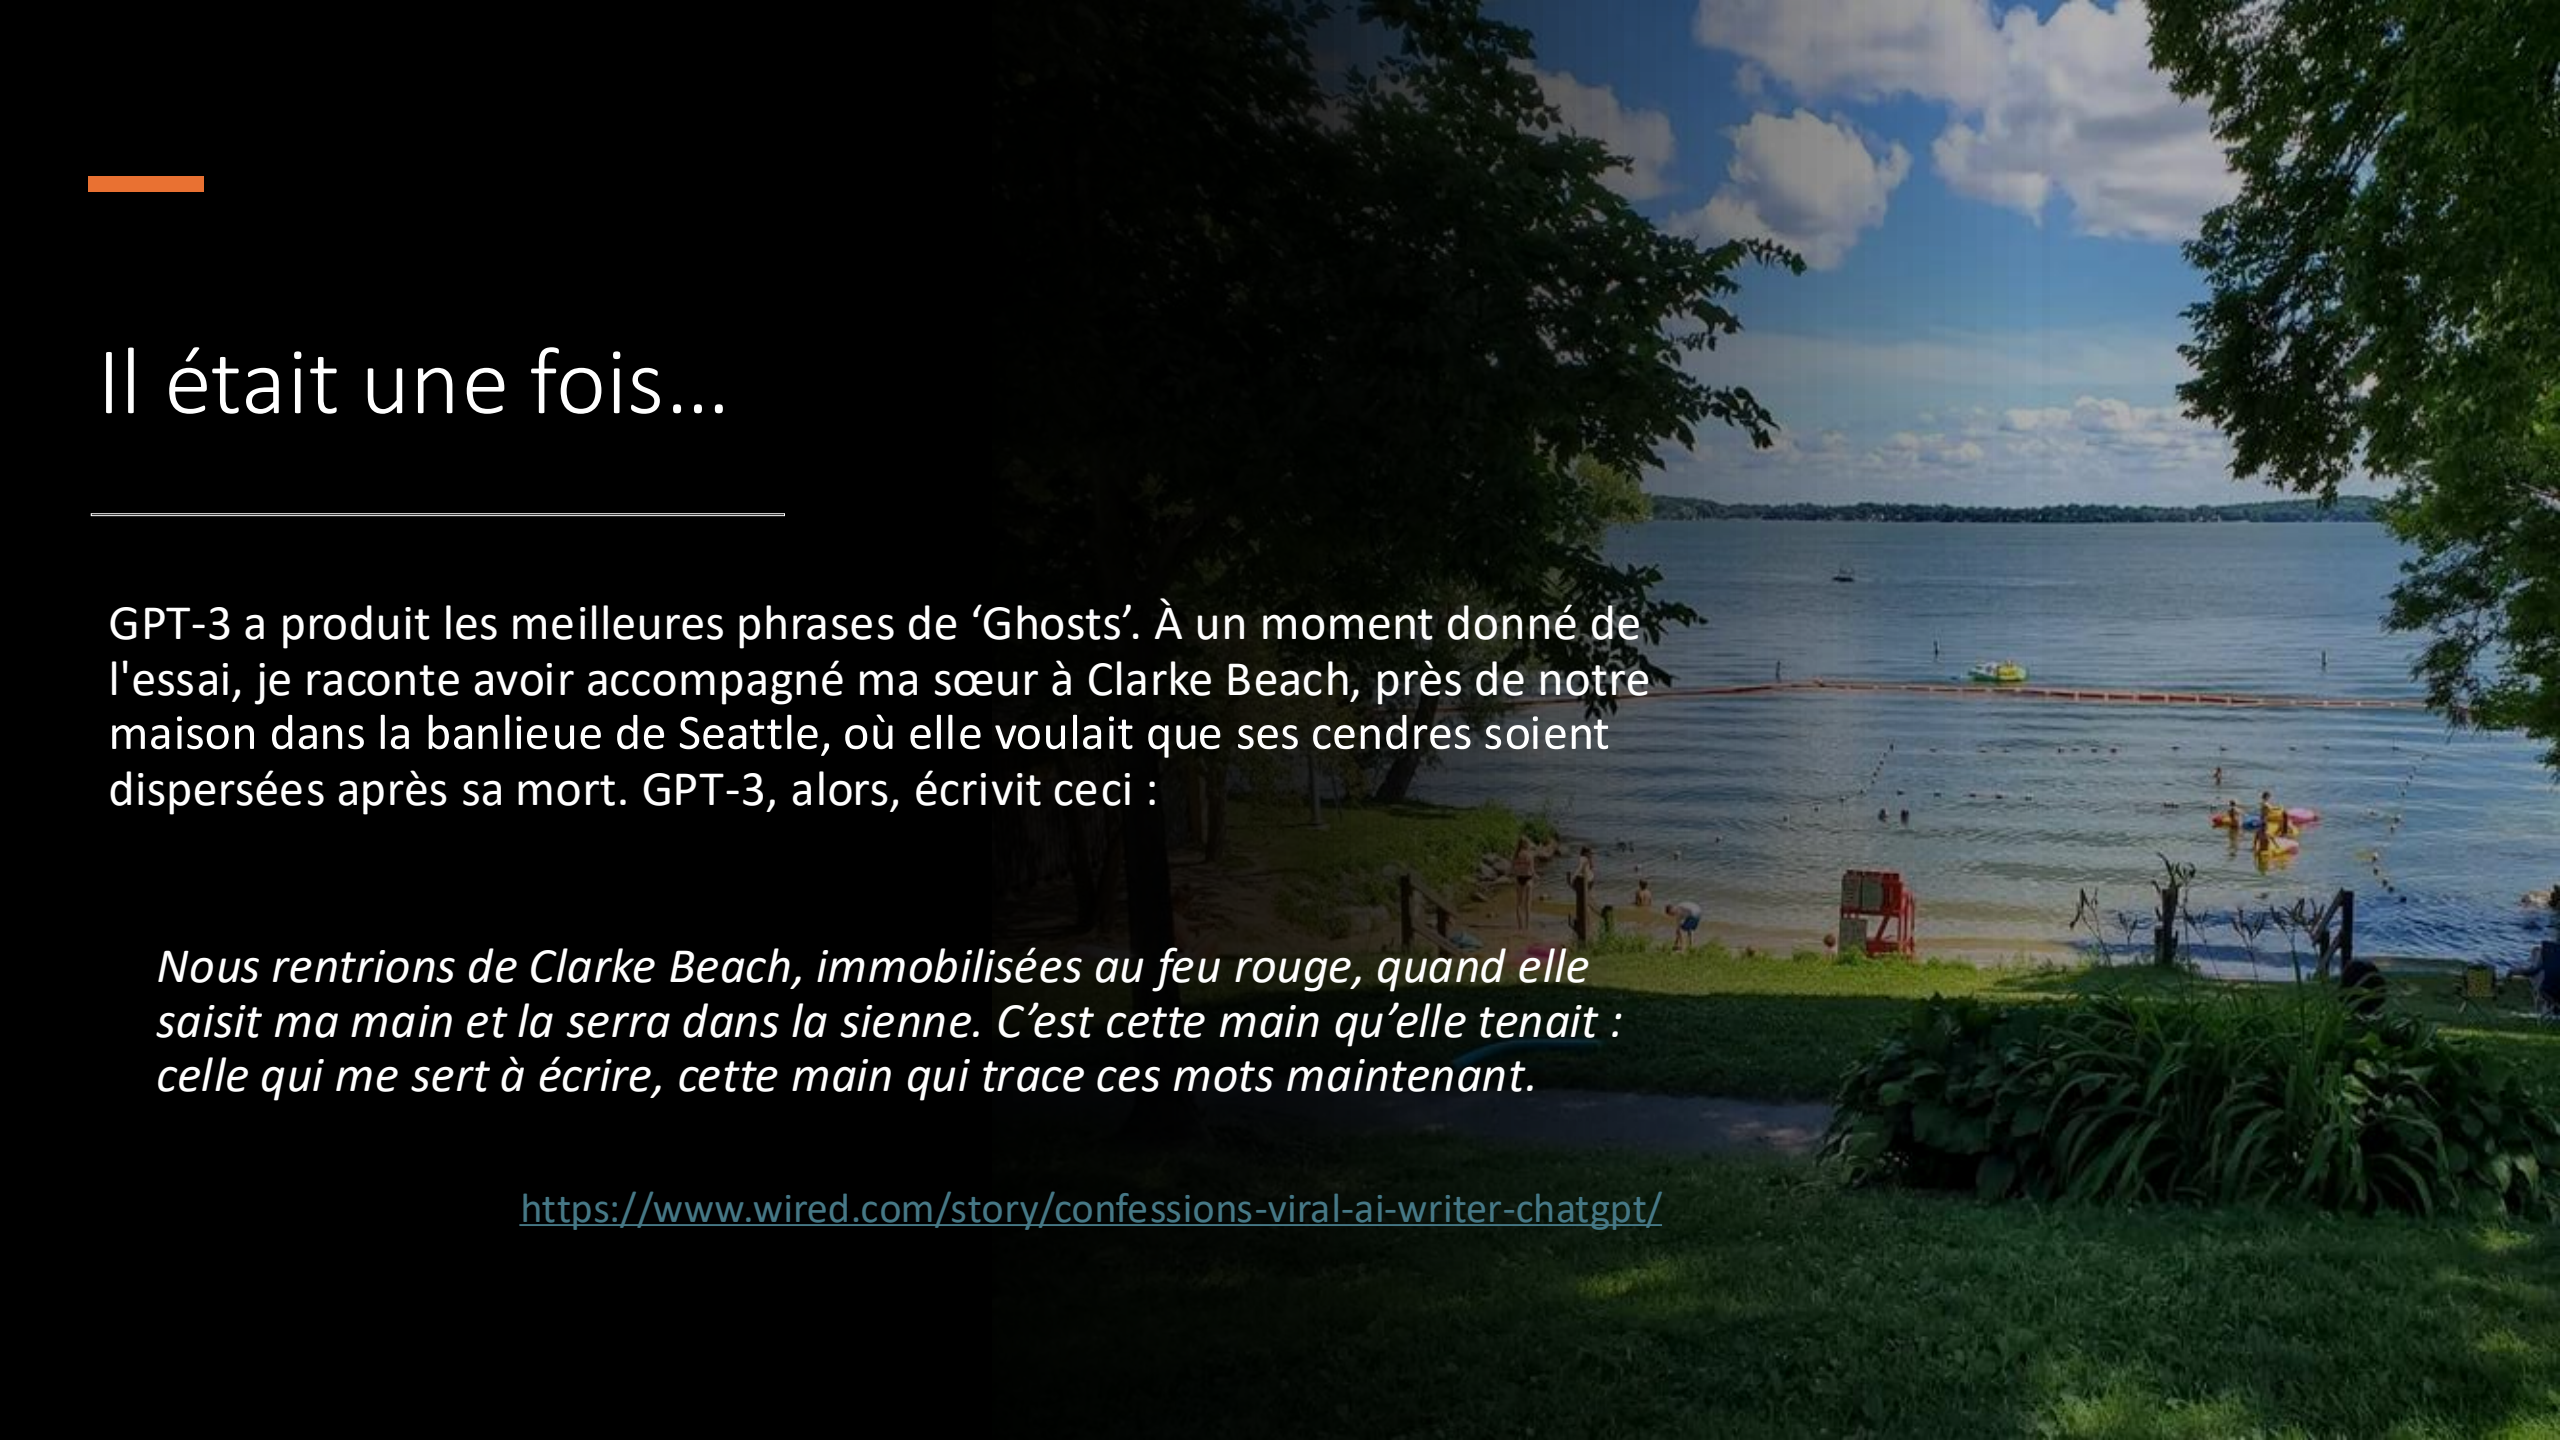 Il était une fois…
GPT-3 a produit les meilleures phrases de ‘Ghosts’. À un moment donné de
l'essai, je raconte avoir accompagné ma sœur à Clarke Beach, près de notre
maison dans la banlieue de Seattle, où elle voulait que ses cendres soient
dispersées après sa mort. GPT-3, alors, écrivit ceci :
Nous rentrions de Clarke Beach, immobilisées au feu rouge, quand elle
saisit ma main et la serra dans la sienne. C’est cette main qu’elle tenait :
celle qui me sert à écrire, cette main qui trace ces mots maintenant.
https://www.wired.com/story/confessions-viral-ai-writer-chatgpt/